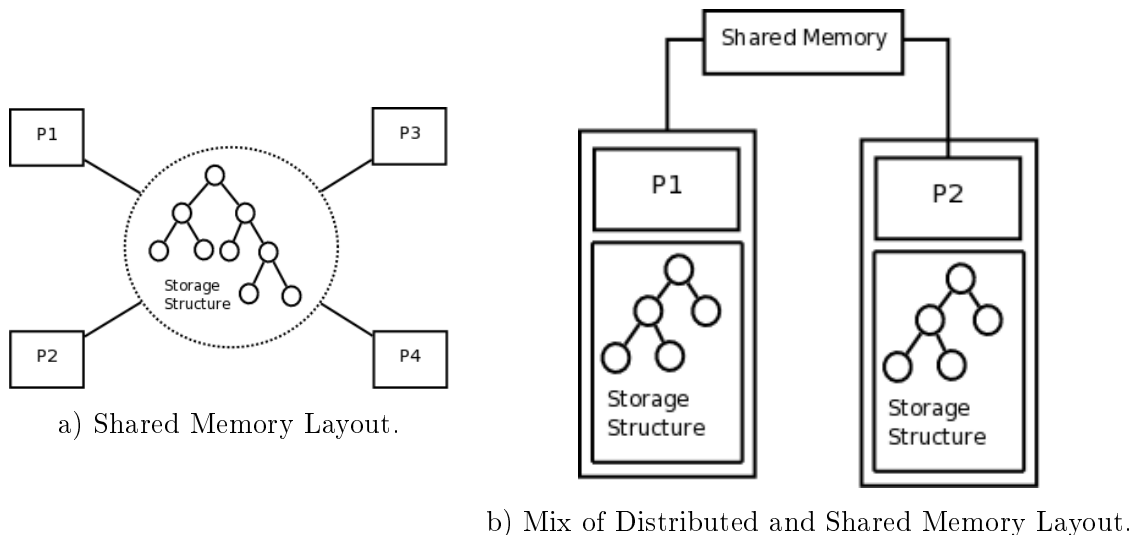 P1
P3
Storage
Structure
P2
P4
a) Shared Memory Layout.
Shared Memory
P1
P2
Storage
Structure
Storage
Structure
b) Mix of Distributed and Shared Memory Layout.